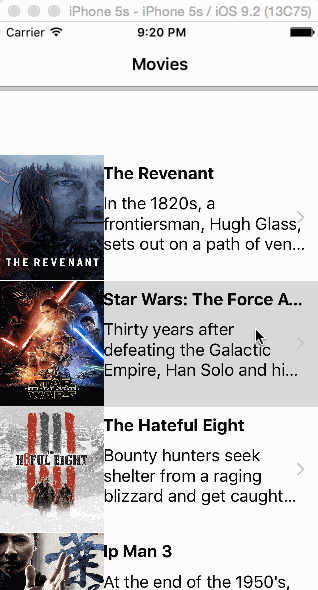 iPhone 5s - iPhone 5s / iOS 9.2 (13C75)
Carrier 9:20 PM
Movies
The Revenant
In the 1820s, a
frontiersman, Hugh Glass,
sets out on a path of ven...
THE REVENANT
Star Wars: The Force A...
Thirty years after
defeating the Galactic
Empire, Han Solo and hi...
STAR WARS
The Hateful Eight
Bounty hunters seek
shelter from a raging
blizzard and get caught...
Ip Man 3
At the end of the 1950's,